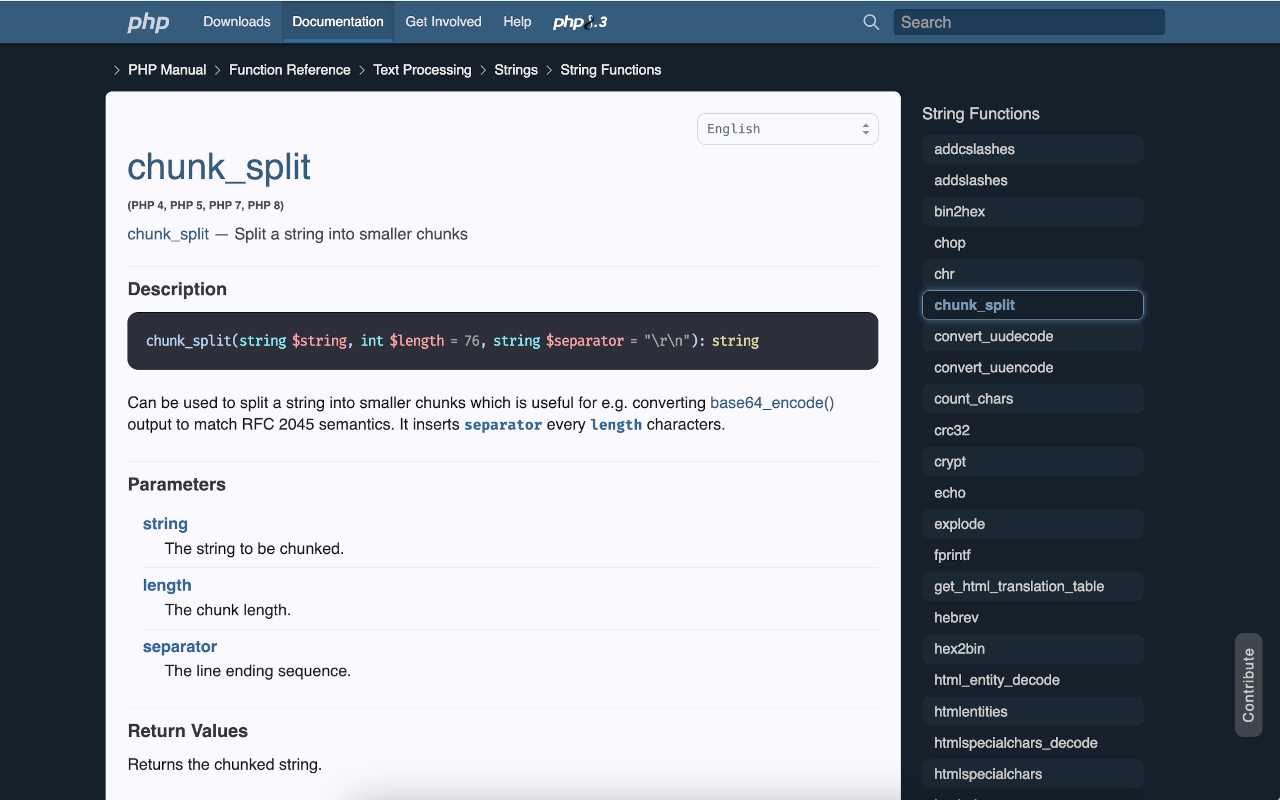 php Downloads Documentation Get Involved Help php8.3 Search
PHP Manual Function Reference Text Processing Strings String Functions
English
chunk_split
(PHP 4, PHP 5, PHP 7, PHP 8)
chunk_split — Split a string into smaller chunks
Description
chunk_split(string $string, int $length = 76, string $separator = "\r\n"): string
Can be used to split a string into smaller chunks which is useful for e.g. converting base64_encode()
output to match RFC 2045 semantics. It inserts separator every length characters.
Parameters
string
The string to be chunked.
length
The chunk length.
separator
The line ending sequence.
Return Values
Returns the chunked string.
String Functions
addcslashes
addslashes
bin2hex
chop
chr
chunk_split
convert_uudecode
convert_uuencode
count_chars
crc32
crypt
echo
explode
fprintf
get_html_translation_table
hebrev
hex2bin
html_entity_decode
htmlentities
htmlspecialchars_decode
htmlspecialchars
Contribute